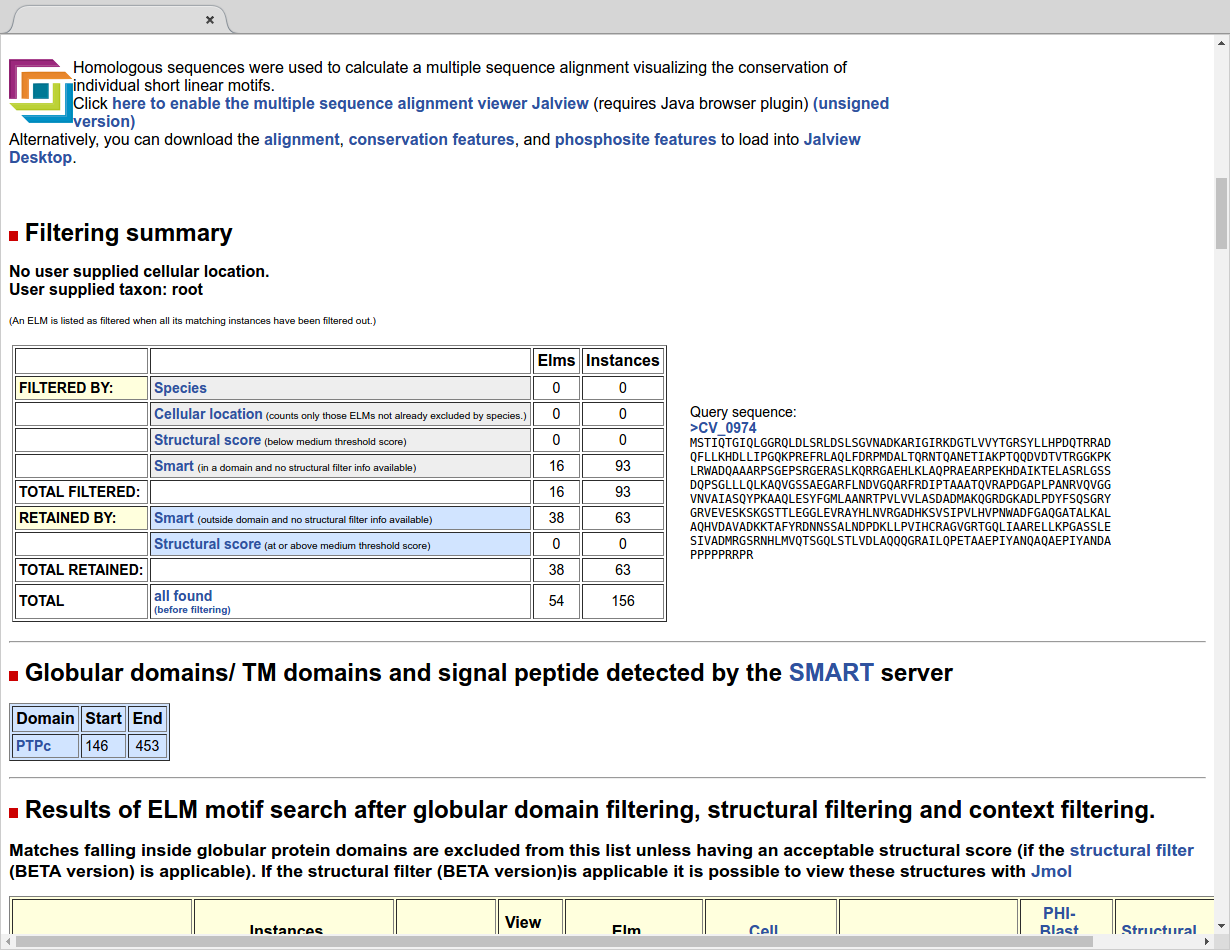 Homologous sequences were used to calculate a multiple sequence alignment visualizing the conservation of
individual short linear motifs.
Click here to enable the multiple sequence alignment viewer Jalview (requires Java browser plugin) (unsigned
version)
Alternatively, you can download the alignment, conservation features, and phosphosite features to load into Jalview
Desktop.
Filtering summary
No user supplied cellular location.
User supplied taxon: root
(An ELM is listed as filtered when all its matching instances have been filtered out.)
Elms Instances
FILTERED BY: Species 0 0
Cellular location (counts only those ELMs not already excluded by species.) 0 0
Structural score (below medium threshold score) 0 0
Smart (in a domain and no structural filter info available) 16 93
TOTAL FILTERED: 16 93
RETAINED BY: Smart (outside domain and no structural filter info available) 38 63
Structural score (at or above medium threshold score) 0 0
TOTAL RETAINED: 38 63
TOTAL all found 54 156
(before filtering)
Query sequence:
>CV_0974
MSTIQTGIQLGGRQLDLSRLDSLSGVNADKARIGIRKDGTLVVYTGRSYLLHPDQTRRAD
QFLLKHDLLIPGQKPREFRLAQLFDRPMDALTQRNTQANETIAKPTQQDVDTVTRGGKPK
LRWADQAAARPSGEPSRGERASLKQRRGAEHLKLAQPRAEARPEKHDAIKTELASRLGSS
DQPSGLLLQLKAQVGSSAEGARFLNDVGQARFRDIPTAAATQVRAPDGAPLPANRVQVGG
VNVAIASQYPKAAQLESYFGMLAANRTPVLVVLASDADMAKQGRDGKADLPDYFSQSGRY
GRVEVESKSKGSTTLEGGLEVRAYHLNVRGADHKSVSIPVLHVPNWADFGAQGATALKAL
AQHVDAVADKKTAFYRDNNSSALNDPDKLLPVIHCRAGVGRTGQLIAARELLKPGASSLE
SIVADMRGSRNHLMVQTSGQLSTLVDLAQQQGRAILQPETAAEPIYANQAQAEPIYANDA
PPPPPRRPR
Globular domains/ TM domains and signal peptide detected by the SMART server
Domain Start End
PTPc 146 453
Results of ELM motif search after globular domain filtering, structural filtering and context filtering.
Matches falling inside globular protein domains are excluded from this list unless having an acceptable structural score (if the structural filter
(BETA version) is applicable). If the structural filter (BETA version)is applicable it is possible to view these structures with Jmol
Instances View Elm Cell PHI-
Blast Structural